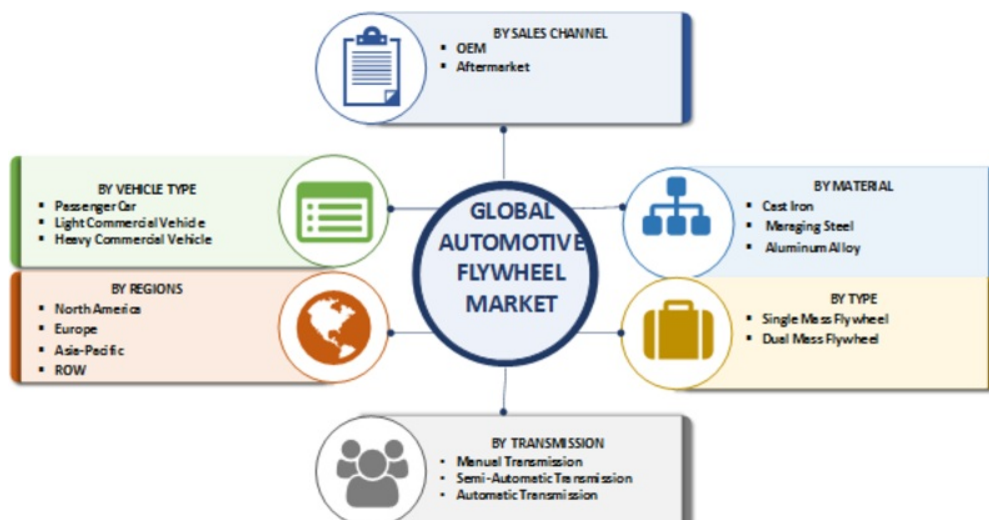 BY SALES CHANNEL
▪ OEM
▪ Aftermarket
BY VEHICLE TYPE
▪ Passenger Car
▪ Light Commercial Vehicle
▪ Heavy Commercial Vehicle
GLOBAL
AUTOMOTIVE
FLYWHEEL
MARKET
BY MATERIAL
▪ Cast Iron
▪ Maraging Steel
▪ Aluminum Alloy
BY REGIONS
▪ North America
▪ Europe
▪ Asia-Pacific
▪ ROW
BY TYPE
▪ Single Mass Flywheel
▪ Dual Mass Flywheel
BY TRANSMISSION
▪ Manual Transmission
▪ Semi-Automatic Transmission
▪ Automatic Transmission